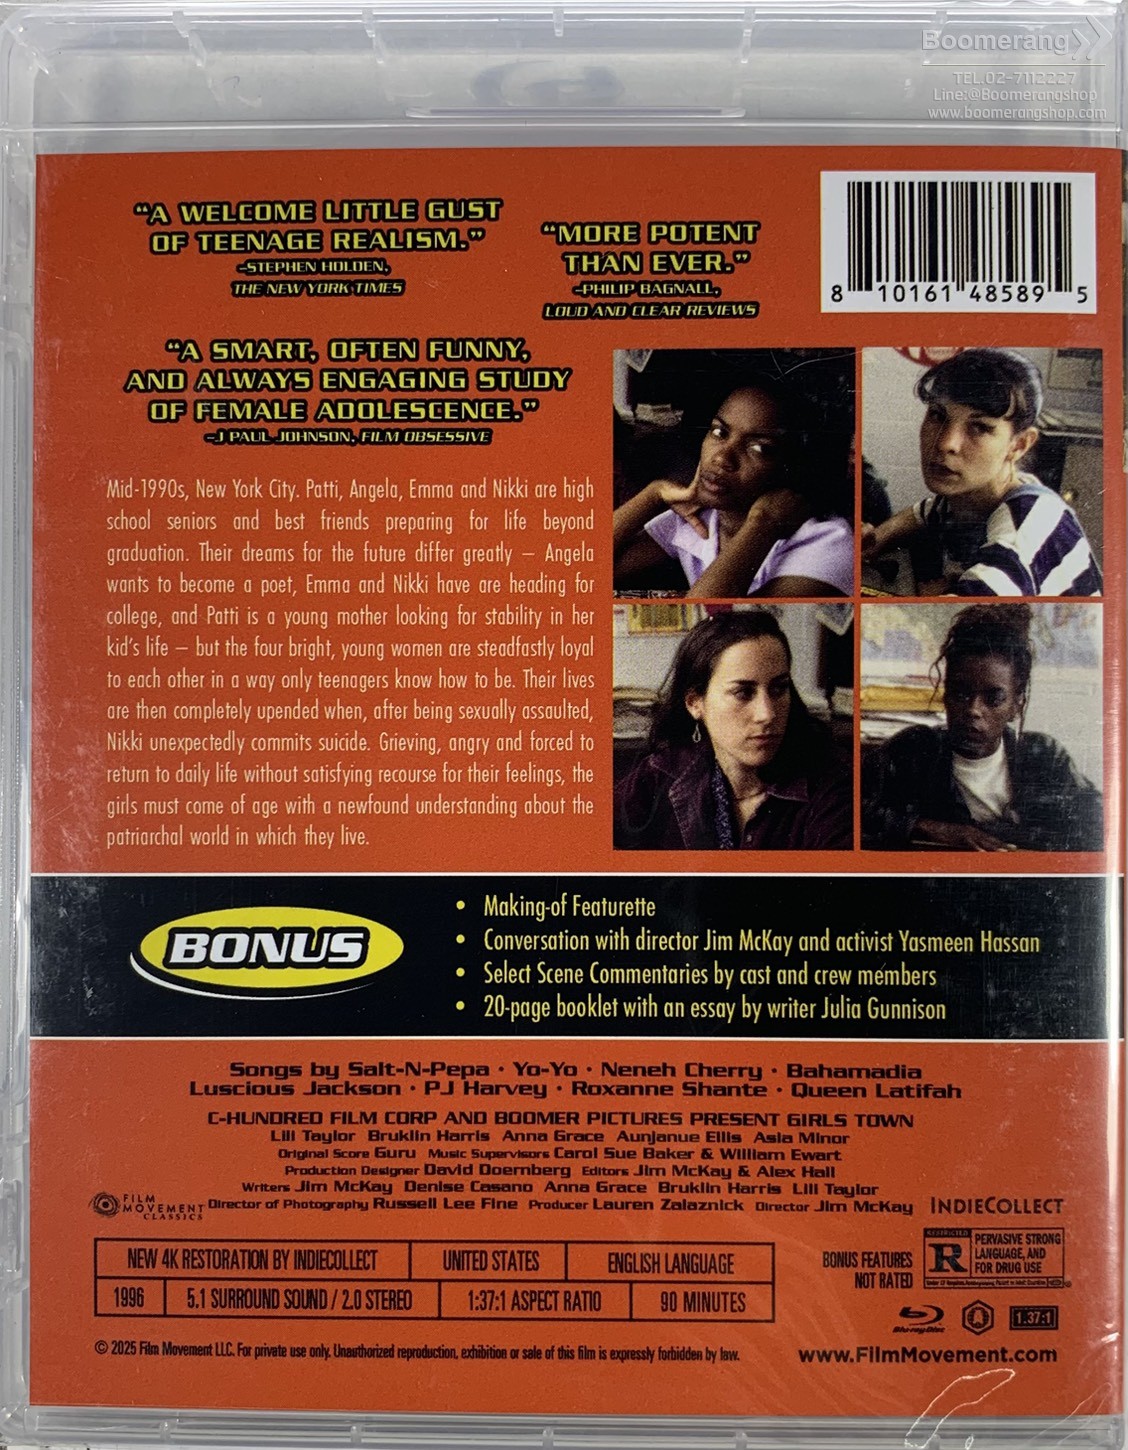 Boomerang
TEL.02-7112227
Line:@Boomerangshop
www.boomerangshop.com
"A WELCOME LITTLE GUST
OF TEENAGE REALISM."
-STEPHEN HOLDEN,
THE NEW YORK TIMES
"MORE POTENT
THAN EVER."
-PHILIP BAGNALL,
LOUD AND CLEAR REVIEWS
8 10161 48589 5
"A SMART, OFTEN FUNNY,
AND ALWAYS ENGAGING STUDY
OF FEMALE ADOLESCENCE."
-J PAUL JOHNSON, FILM OBSESSIVE
Mid-1990s, New York City. Patti, Angela, Emma and Nikki are high
school seniors and best friends preparing for life beyond
graduation. Their dreams for the future differ greatly – Angela
wants to become a poet, Emma and Nikki have are heading for
college, and Patti is a young mother looking for stability in her
kid's life – but the four bright, young women are steadfastly loyal
to each other in a way only teenagers know how to be. Their lives
are then completely upended when, after being sexually assaulted,
Nikki unexpectedly commits suicide. Grieving, angry and forced to
return to daily life without satisfying recourse for their feelings, the
girls must come of age with a newfound understanding about the
patriarchal world in which they live.
BONUS
• Making-of Featurette
• Conversation with director Jim McKay and activist Yasmeen Hassan
• Select Scene Commentaries by cast and crew members
• 20-page booklet with an essay by writer Julia Gunnison
Songs by Salt-N-Pepa · Yo-Yo · Neneh Cherry · Bahamadia
Luscious Jackson · PJ Harvey · Roxanne Shante · Queen Latifah
C-HUNDRED FILM CORP AND BOOMER PICTURES PRESENT GIRLS TOWN
Lili Taylor Bruklin Harris Anna Grace Aunjanue Ellis Asia Minor
Original Score Guru Music Supervisors Carol Sue Baker & William Ewart
Production Designer David Doernberg Editors Jim McKay & Alex Hall
Writers Jim McKay Denise Casano Anna Grace Bruklin Harris Lili Taylor
Director of Photography Russell Lee Fine Producer Lauren Zalaznick Director Jim McKay
FILM
MOVEMENT
CLASSICS
INDIECOLLECT
NEW 4K RESTORATION BY INDIECOLLECT UNITED STATES ENGLISH LANGUAGE
1996 5.1 SURROUND SOUND / 2.0 STEREO 1:37:1 ASPECT RATIO 90 MINUTES
BONUS FEATURES
NOT RATED
RESTRICTED
R
PERVASIVE STRONG
LANGUAGE, AND
FOR DRUG USE
Blu-ray Disc
A
1.37:1
© 2025 Film Movement LLC. For private use only. Unauthorized reproduction, exhibition or sale of this film is expressly forbidden by law.
www.FilmMovement.com